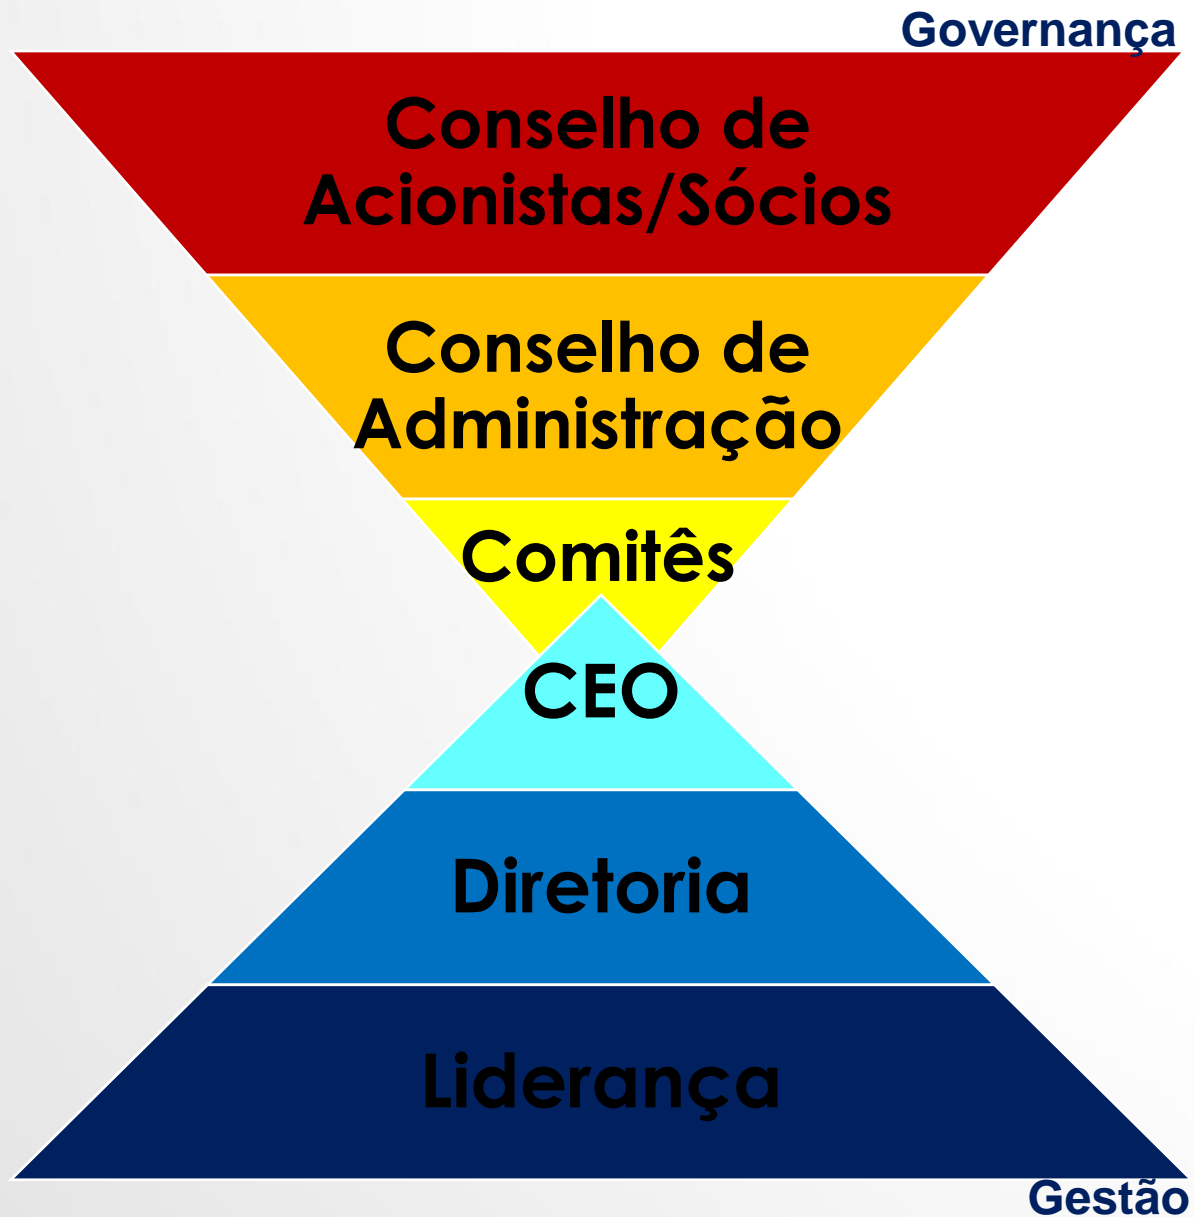 Governança
Conselho de
Acionistas/Sócios
Conselho de
Administração
Comitês
CEO
Diretoria
Liderança
Gestão